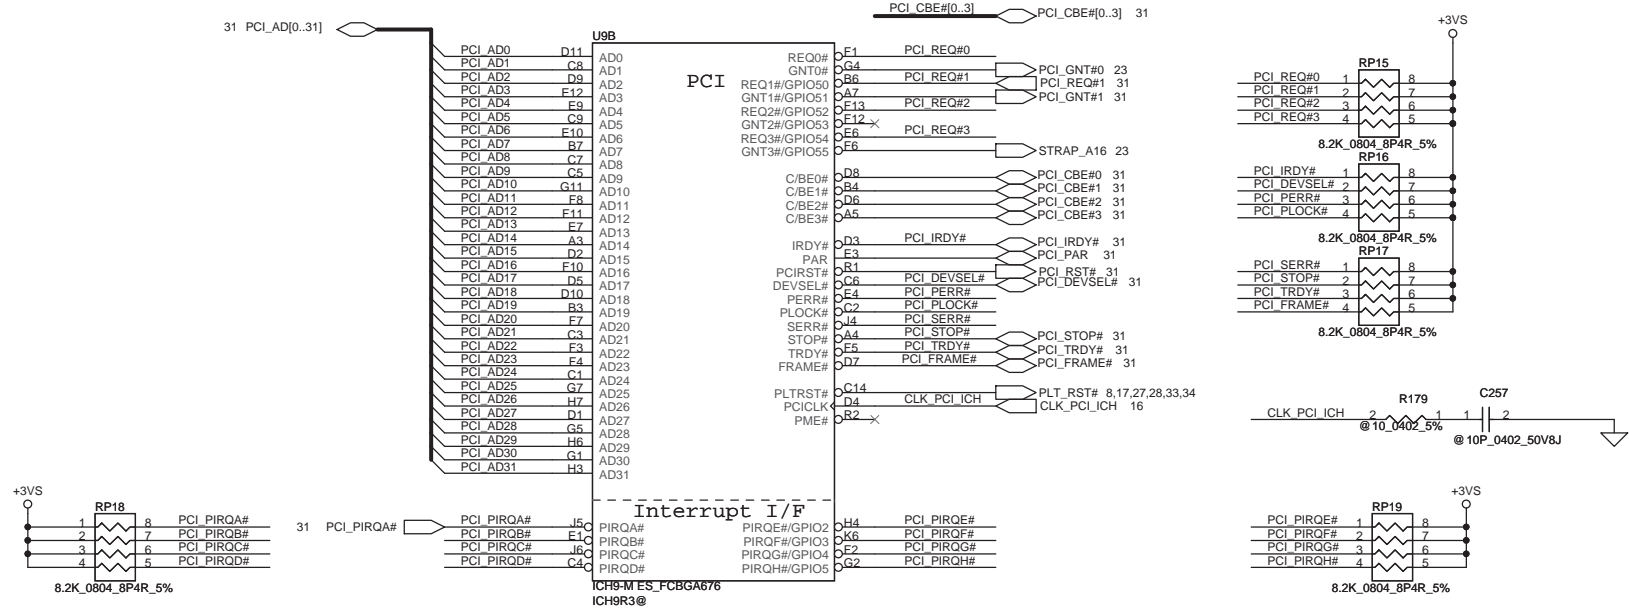 PCI_CBE#[0..3]
PCI_CBE#[0..3] 31
31 PCI_AD[0..31]
+3VS
U9B
PCI
PCI_AD0 D11 AD0
PCI_AD1 C8 AD1
PCI_AD2 D9 AD2
PCI_AD3 E12 AD3
PCI_AD4 E9 AD4
PCI_AD5 C9 AD5
PCI_AD6 E10 AD6
PCI_AD7 B7 AD7
PCI_AD8 C7 AD8
PCI_AD9 C5 AD9
PCI_AD10 G11 AD10
PCI_AD11 F8 AD11
PCI_AD12 F11 AD12
PCI_AD13 E7 AD13
PCI_AD14 A3 AD14
PCI_AD15 D2 AD15
PCI_AD16 F10 AD16
PCI_AD17 D5 AD17
PCI_AD18 D10 AD18
PCI_AD19 B3 AD19
PCI_AD20 F7 AD20
PCI_AD21 C3 AD21
PCI_AD22 F3 AD22
PCI_AD23 F4 AD23
PCI_AD24 C1 AD24
PCI_AD25 G7 AD25
PCI_AD26 H7 AD26
PCI_AD27 D1 AD27
PCI_AD28 G5 AD28
PCI_AD29 H6 AD29
PCI_AD30 G1 AD30
PCI_AD31 H3 AD31
REQ0# F1 PCI_REQ#0
GNT0# G4 PCI_GNT#0 23
REQ1#/GPIO50 B6 PCI_REQ#1 PCI_REQ#1 31
GNT1#/GPIO51 A7 PCI_GNT#1 31
REQ2#/GPIO52 F13 PCI_REQ#2
GNT2#/GPIO53 F12
REQ3#/GPIO54 E6 PCI_REQ#3
GNT3#/GPIO55 F6 STRAP_A16 23
C/BE0# D8 PCI_CBE#0 31
C/BE1# B4 PCI_CBE#1 31
C/BE2# D6 PCI_CBE#2 31
C/BE3# A5 PCI_CBE#3 31
IRDY# D3 PCI_IRDY# PCI_IRDY# 31
PAR E3 PCI_PAR 31
PCIRST# R1 PCI_RST# 31
DEVSEL# C6 PCI_DEVSEL# PCI_DEVSEL# 31
PERR# E4 PCI_PERR#
PLOCK# C2 PCI_PLOCK#
SERR# J4 PCI_SERR#
STOP# A4 PCI_STOP# PCI_STOP# 31
TRDY# F5 PCI_TRDY# PCI_TRDY# 31
FRAME# D7 PCI_FRAME# PCI_FRAME# 31
PLTRST# C14 PLT_RST# 8,17,27,28,33,34
PCICLK D4 CLK_PCI_ICH CLK_PCI_ICH 16
PME# R2
RP15
PCI_REQ#0 1 8
PCI_REQ#1 2 7
PCI_REQ#2 3 6
PCI_REQ#3 4 5
8.2K_0804_8P4R_5%
RP16
PCI_IRDY# 1 8
PCI_DEVSEL# 2 7
PCI_PERR# 3 6
PCI_PLOCK# 4 5
8.2K_0804_8P4R_5%
RP17
PCI_SERR# 1 8
PCI_STOP# 2 7
PCI_TRDY# 3 6
PCI_FRAME# 4 5
8.2K_0804_8P4R_5%
R179 C257
CLK_PCI_ICH 2 1 1 2
@10_0402_5% @10P_0402_50V8J
+3VS
RP18
1 8 PCI_PIRQA#
2 7 PCI_PIRQB#
3 6 PCI_PIRQC#
4 5 PCI_PIRQD#
8.2K_0804_8P4R_5%
Interrupt I/F
31 PCI_PIRQA# PCI_PIRQA# J5 PIRQA#
PCI_PIRQB# E1 PIRQB#
PCI_PIRQC# J6 PIRQC#
PCI_PIRQD# C4 PIRQD#
PIRQE#/GPIO2 H4 PCI_PIRQE#
PIRQF#/GPIO3 K6 PCI_PIRQF#
PIRQG#/GPIO4 F2 PCI_PIRQG#
PIRQH#/GPIO5 G2 PCI_PIRQH#
ICH9-M ES_FCBGA676
ICH9R3@
+3VS
RP19
PCI_PIRQE# 1 8
PCI_PIRQF# 2 7
PCI_PIRQG# 3 6
PCI_PIRQH# 4 5
8.2K_0804_8P4R_5%